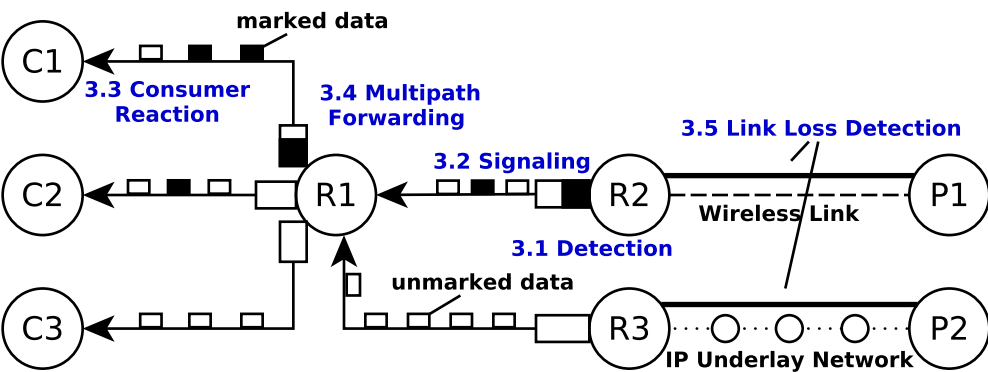 marked data
C1
3.3 Consumer
Reaction
3.4 Multipath
Forwarding
3.5 Link Loss Detection
3.2 Signaling
C2
R1
R2
P1
Wireless Link
3.1 Detection
unmarked data
C3
R3
P2
IP Underlay Network